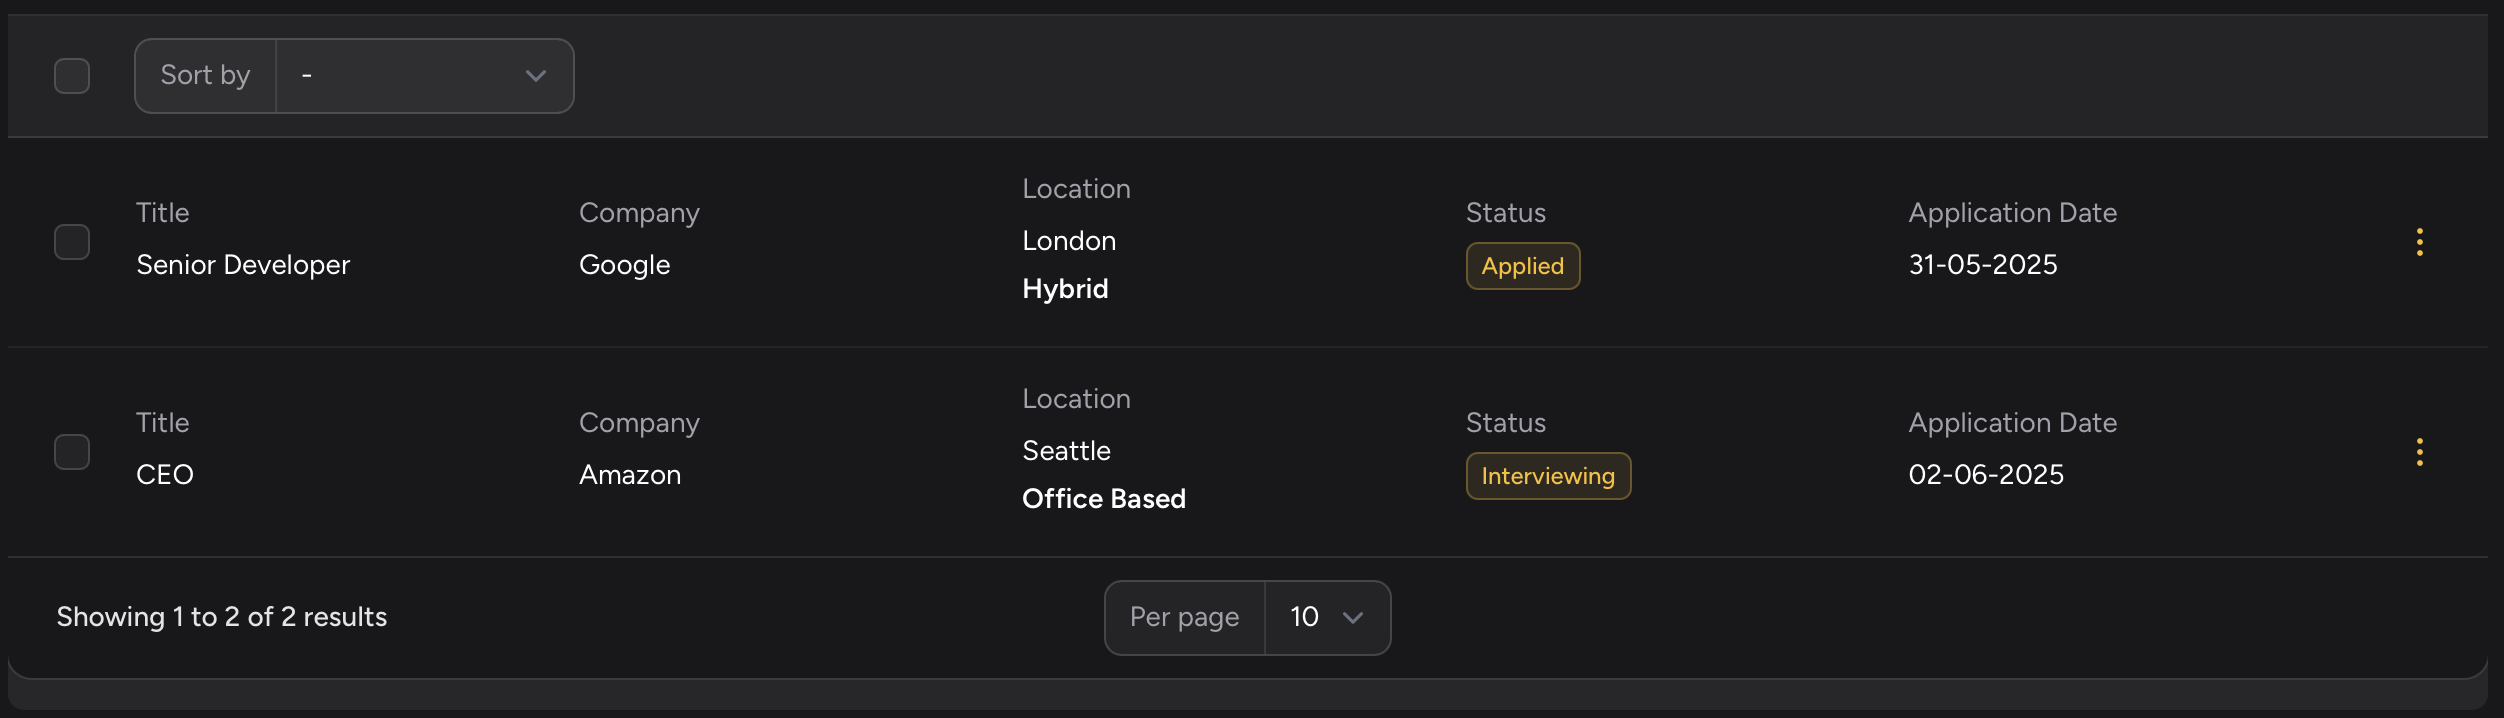 Sort by -
Title
Senior Developer
Company
Google
Location
London
Hybrid
Status
Applied
Application Date
31-05-2025
Title
CEO
Company
Amazon
Location
Seattle
Office Based
Status
Interviewing
Application Date
02-06-2025
Showing 1 to 2 of 2 results
Per page 10